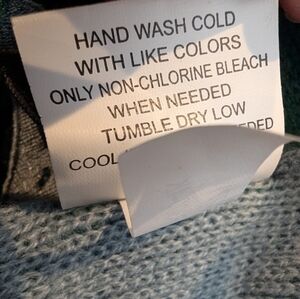 HAND WASH COLD
WITH LIKE COLORS
ONLY NON-CHLORINE BLEACH
WHEN NEEDED
TUMBLE DRY LOW
COOL